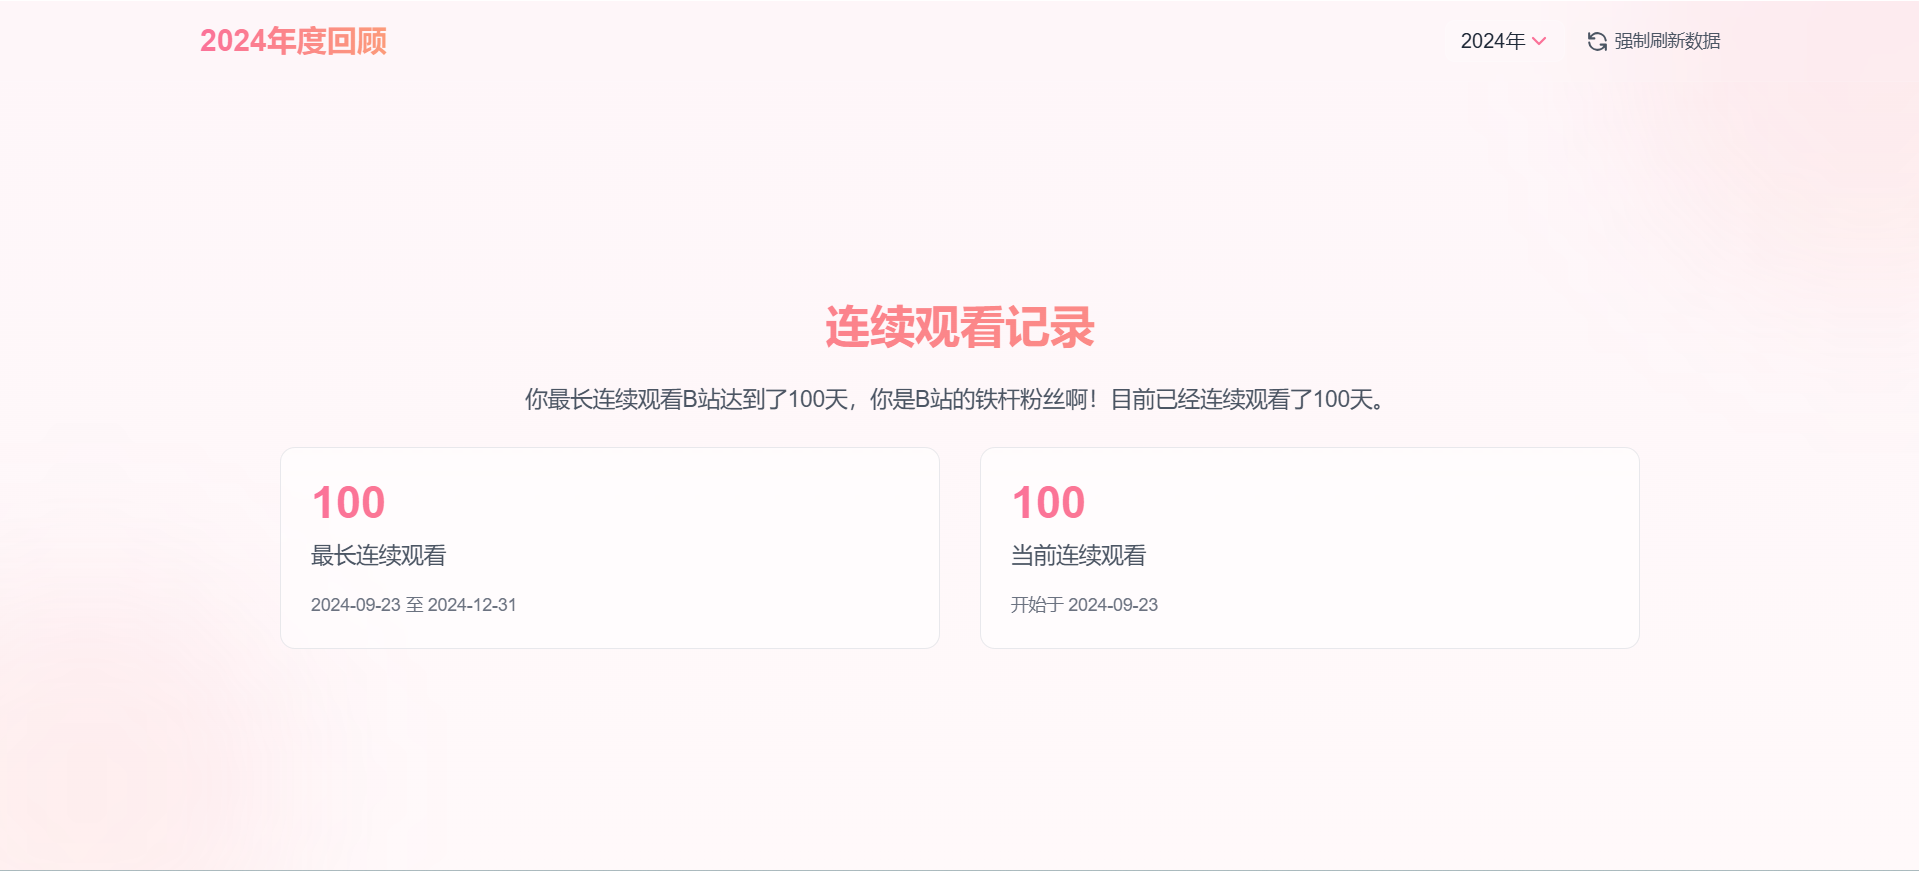 2024年度回顾
2024年
强制刷新数据
连续观看记录
你最长连续观看B站达到了100天，你是B站的铁杆粉丝啊！目前已经连续观看了100天。
100
最长连续观看
2024-09-23 至 2024-12-31
100
当前连续观看
开始于 2024-09-23